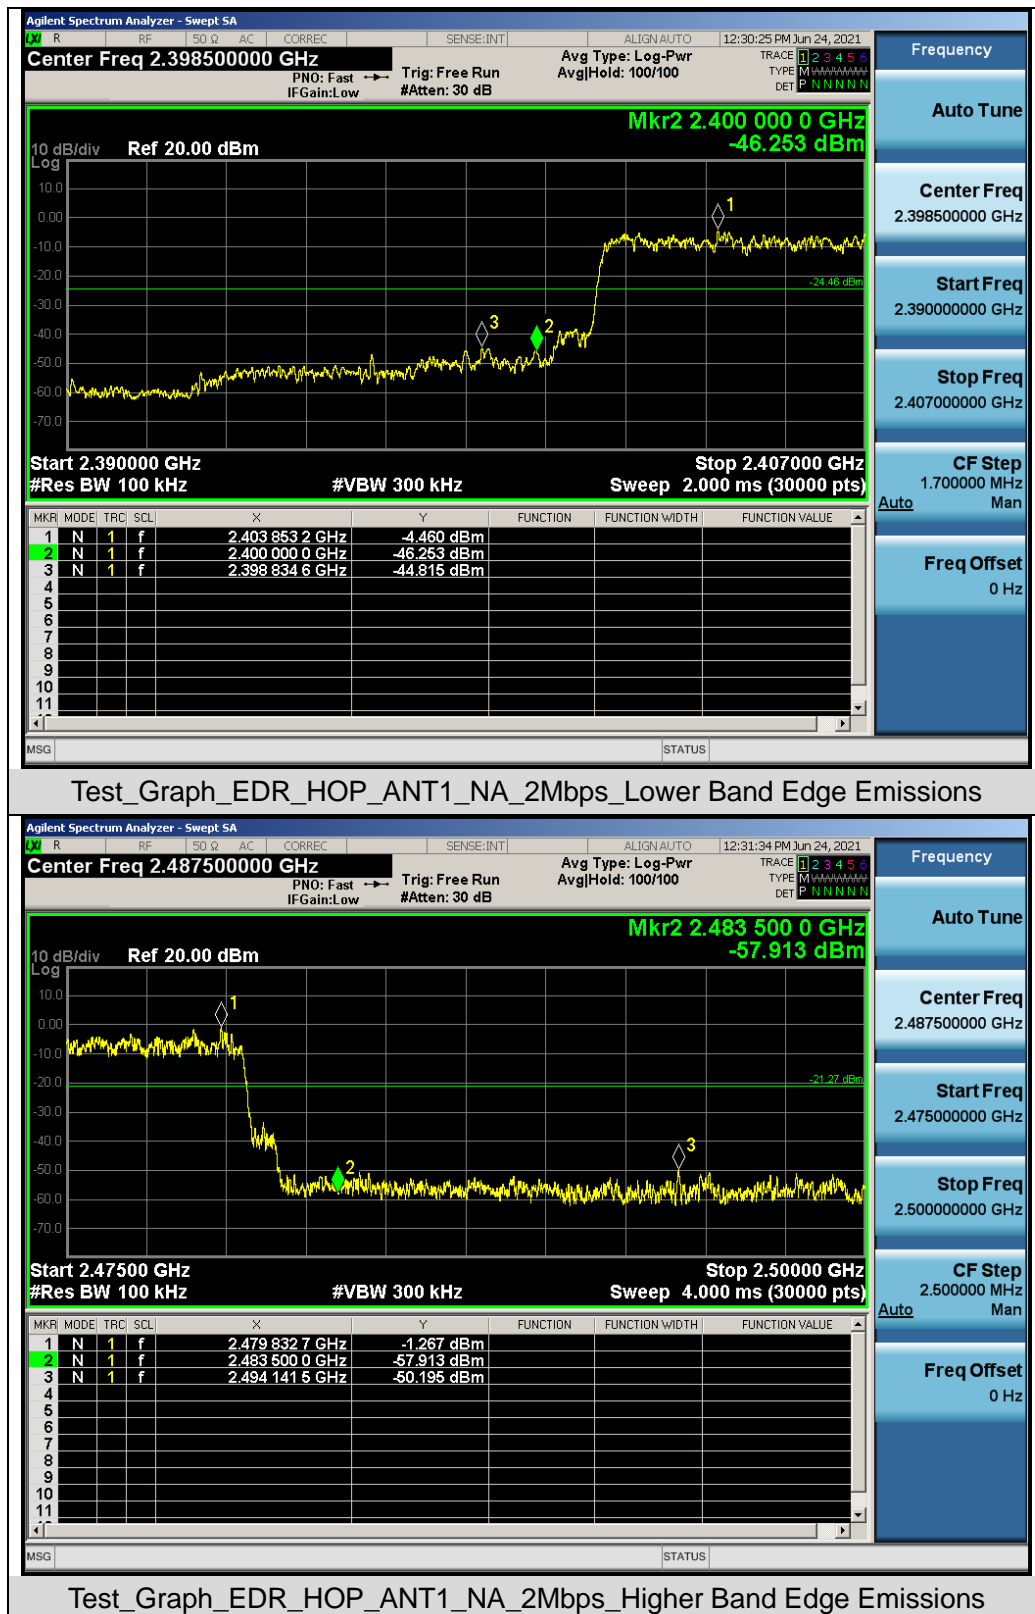 Agilent Spectrum Analyzer - Swept SA
LXI R RF 50 Ω AC CORREC SENSE:INT ALIGN AUTO 12:30:25 PM Jun 24, 2021
Center Freq 2.398500000 GHz
PNO: Fast
IFGain:Low
Trig: Free Run
#Atten: 30 dB
Avg Type: Log-Pwr
Avg|Hold: 100/100
TRACE 1 2 3 4 5 6
TYPE M
DET P N N N N N
Frequency
Auto Tune
Center Freq
2.398500000 GHz
Start Freq
2.390000000 GHz
Stop Freq
2.407000000 GHz
CF Step
1.700000 MHz
Auto Man
Freq Offset
0 Hz
Mkr2 2.400 000 0 GHz
-46.253 dBm
10 dB/div Ref 20.00 dBm
Log
10.0
0.00
-10.0
-20.0
-30.0
-40.0
-50.0
-60.0
-70.0
1
-24.46 dBm
3
2
Start 2.390000 GHz Stop 2.407000 GHz
#Res BW 100 kHz #VBW 300 kHz Sweep 2.000 ms (30000 pts)
MKR MODE TRC SCL X Y FUNCTION FUNCTION WIDTH FUNCTION VALUE
1 N 1 f 2.403 853 2 GHz -4.460 dBm
2 N 1 f 2.400 000 0 GHz -46.253 dBm
3 N 1 f 2.398 834 6 GHz -44.815 dBm
4
5
6
7
8
9
10
11
MSG STATUS
Test_Graph_EDR_HOP_ANT1_NA_2Mbps_Lower Band Edge Emissions
Agilent Spectrum Analyzer - Swept SA
LXI R RF 50 Ω AC CORREC SENSE:INT ALIGN AUTO 12:31:34 PM Jun 24, 2021
Center Freq 2.487500000 GHz
PNO: Fast
IFGain:Low
Trig: Free Run
#Atten: 30 dB
Avg Type: Log-Pwr
Avg|Hold: 100/100
TRACE 1 2 3 4 5 6
TYPE M
DET P N N N N N
Frequency
Auto Tune
Center Freq
2.487500000 GHz
Start Freq
2.475000000 GHz
Stop Freq
2.500000000 GHz
CF Step
2.500000 MHz
Auto Man
Freq Offset
0 Hz
Mkr2 2.483 500 0 GHz
-57.913 dBm
10 dB/div Ref 20.00 dBm
Log
10.0
0.00
-10.0
-20.0
-30.0
-40.0
-50.0
-60.0
-70.0
1
-21.27 dBm
3
2
Start 2.47500 GHz Stop 2.50000 GHz
#Res BW 100 kHz #VBW 300 kHz Sweep 4.000 ms (30000 pts)
MKR MODE TRC SCL X Y FUNCTION FUNCTION WIDTH FUNCTION VALUE
1 N 1 f 2.479 832 7 GHz -1.267 dBm
2 N 1 f 2.483 500 0 GHz -57.913 dBm
3 N 1 f 2.494 141 5 GHz -50.195 dBm
4
5
6
7
8
9
10
11
MSG STATUS
Test_Graph_EDR_HOP_ANT1_NA_2Mbps_Higher Band Edge Emissions